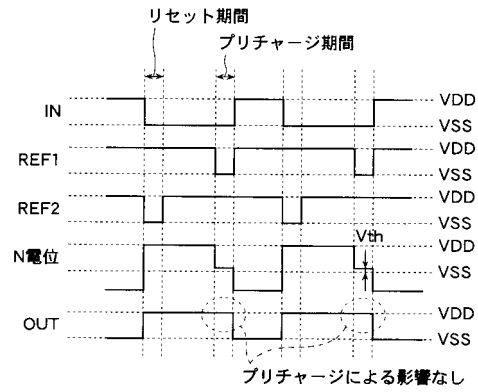 リセット期間
プリチャージ期間
IN
VDD
VSS
REF1
VDD
VSS
REF2
VDD
VSS
Vth
N電位
VDD
VSS
OUT
VDD
VSS
プリチャージによる影響なし